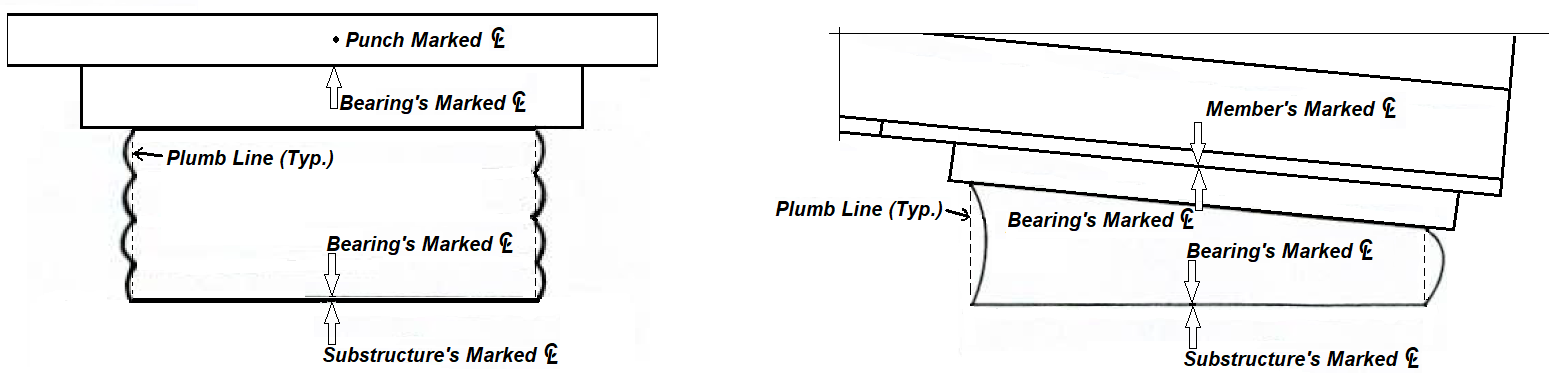 Punch Marked ℄
Bearing's Marked ℄
Plumb Line (Typ.)
Bearing's Marked ℄
Substructure's Marked ℄
Member's Marked ℄
Plumb Line (Typ.)
Bearing's Marked ℄
Bearing's Marked ℄
Substructure's Marked ℄